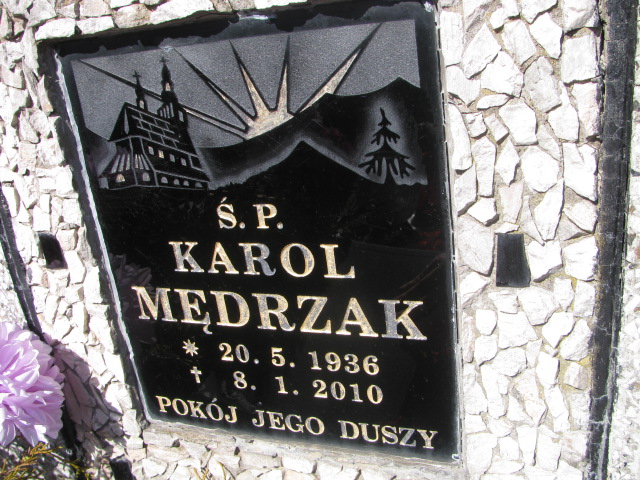 Ś. P.
KAROL
MĘDRZAK
* 20. 5. 1936
† 8. 1. 2010
POKÓJ JEGO DUSZY